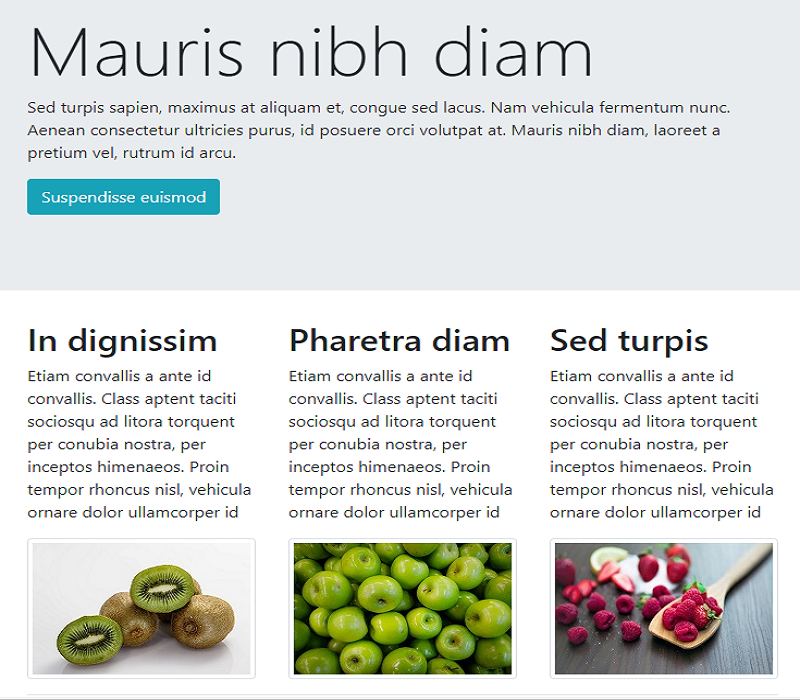 Mauris nibh diam
Sed turpis sapien, maximus at aliquam et, congue sed lacus. Nam vehicula fermentum nunc.
Aenean consectetur ultricies purus, id posuere orci volutpat at. Mauris nibh diam, laoreet a
pretium vel, rutrum id arcu.
Suspendisse euismod
In dignissim
Etiam convallis a ante id
convallis. Class aptent taciti
sociosqu ad litora torquent
per conubia nostra, per
inceptos himenaeos. Proin
tempor rhoncus nisl, vehicula
ornare dolor ullamcorper id
Pharetra diam
Etiam convallis a ante id
convallis. Class aptent taciti
sociosqu ad litora torquent
per conubia nostra, per
inceptos himenaeos. Proin
tempor rhoncus nisl, vehicula
ornare dolor ullamcorper id
Sed turpis
Etiam convallis a ante id
convallis. Class aptent taciti
sociosqu ad litora torquent
per conubia nostra, per
inceptos himenaeos. Proin
tempor rhoncus nisl, vehicula
ornare dolor ullamcorper id